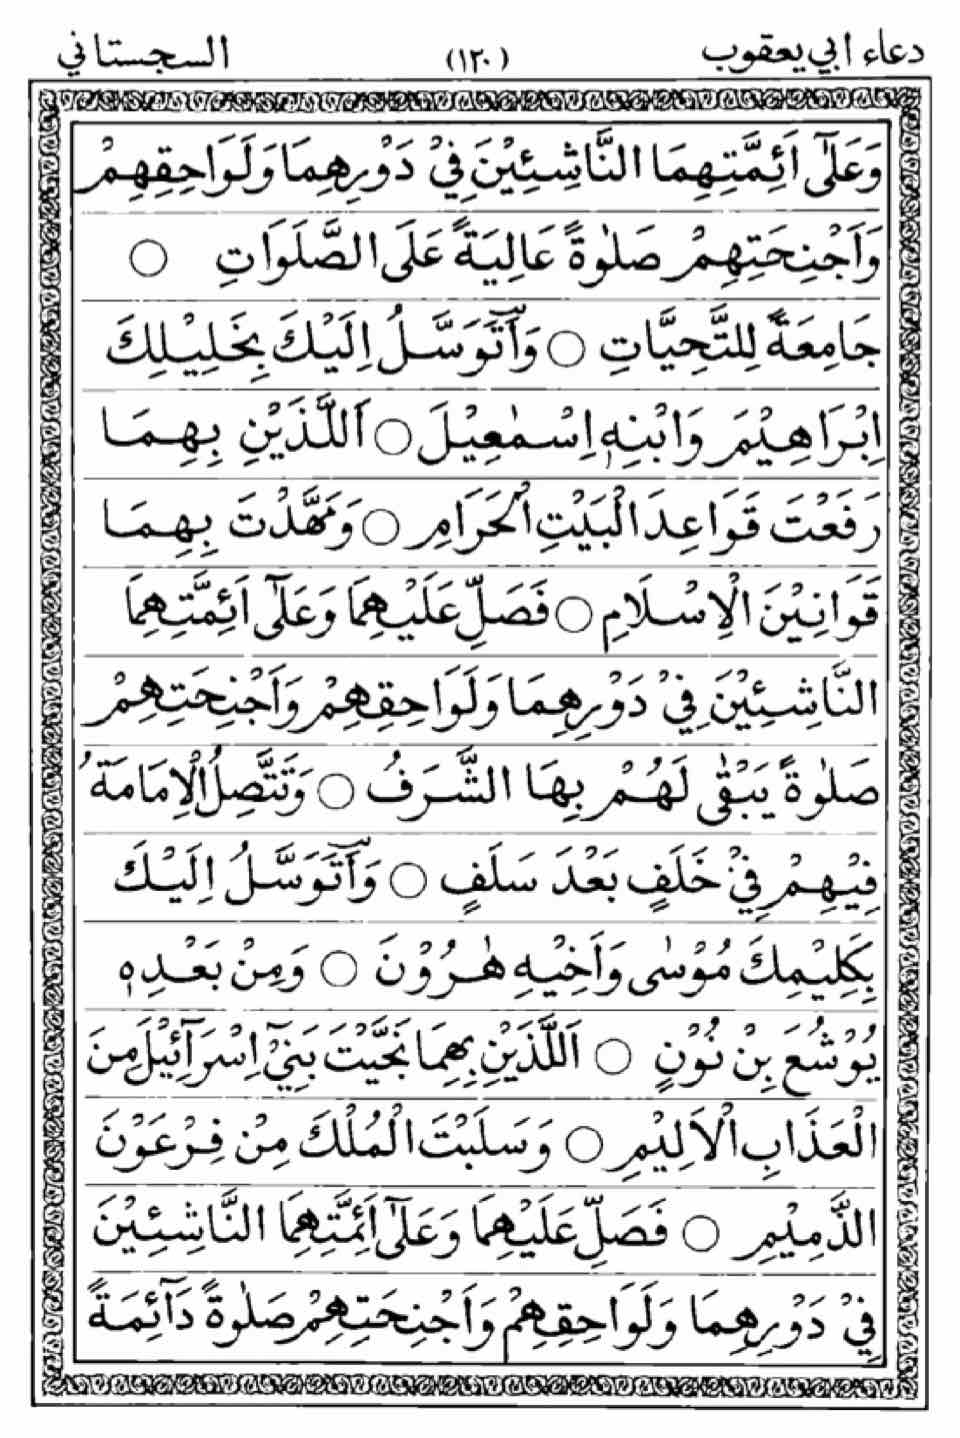 دعاء ابي يعقوب (١٢٠) السجستاني
وَعَلٰٓى اَئِمَّتِهِمَا النَّاشِئِيْنَ فِيْ دَوْرِهِمَا وَلَوَاحِقِهِمْ
وَاَجْنِحَتِهِمْ صَلٰوةً عَالِيَةً عَلَى الصَّلَوَاتِ ○
جَامِعَةً لِلتَّحِيَّاتِ ○ وَاَتَوَسَّلُ اِلَيْكَ بِخَلِيْلِكَ
اِبْرَاهِيْمَ وَابْنِهٖ اِسْمٰعِيْلَ ○ اَللَّذَيْنِ بِهِمَا
رَفَعْتَ قَوَاعِدَ الْبَيْتِ الْحَرَامِ ○ وَمَهَّدْتَ بِهِمَا
قَوَانِيْنَ الْاِسْلَامِ ○ فَصَلِّ عَلَيْهِمَا وَعَلٰٓى اَئِمَّتِهِمَا
النَّاشِئِيْنَ فِيْ دَوْرِهِمَا وَلَوَاحِقِهِمْ وَاَجْنِحَتِهِمْ
صَلٰوةً يَبْقٰى لَهُمْ بِهَا الشَّرَفُ ○ وَتَتَّصِلُ الْاِمَامَةُ
فِيْهِمْ فِيْ خَلَفٍ بَعْدَ سَلَفٍ ○ وَاَتَوَسَّلُ اِلَيْكَ
بِكَلِيْمِكَ مُوْسٰى وَاَخِيْهِ هٰرُوْنَ ○ وَمِنْ بَعْدِهٖ
يُوْشُعَ بِنْ نُوْنٍ ○ اَللَّذَيْنِ بِهِمَا نَجَّيْتَ بَنِيْٓ اِسْرَآئِيْلَ مِنَ
الْعَذَابِ الْاَلِيْمِ ○ وَسَلَبْتَ الْمُلْكَ مِنْ فِرْعَوْنَ
الذَّمِيْمِ ○ فَصَلِّ عَلَيْهِمَا وَعَلٰٓى اَئِمَّتِهِمَا النَّاشِئِيْنَ
فِيْ دَوْرِهِمَا وَلَوَاحِقِهِمْ وَاَجْنِحَتِهِمْ صَلٰوةً دَآئِمَةً